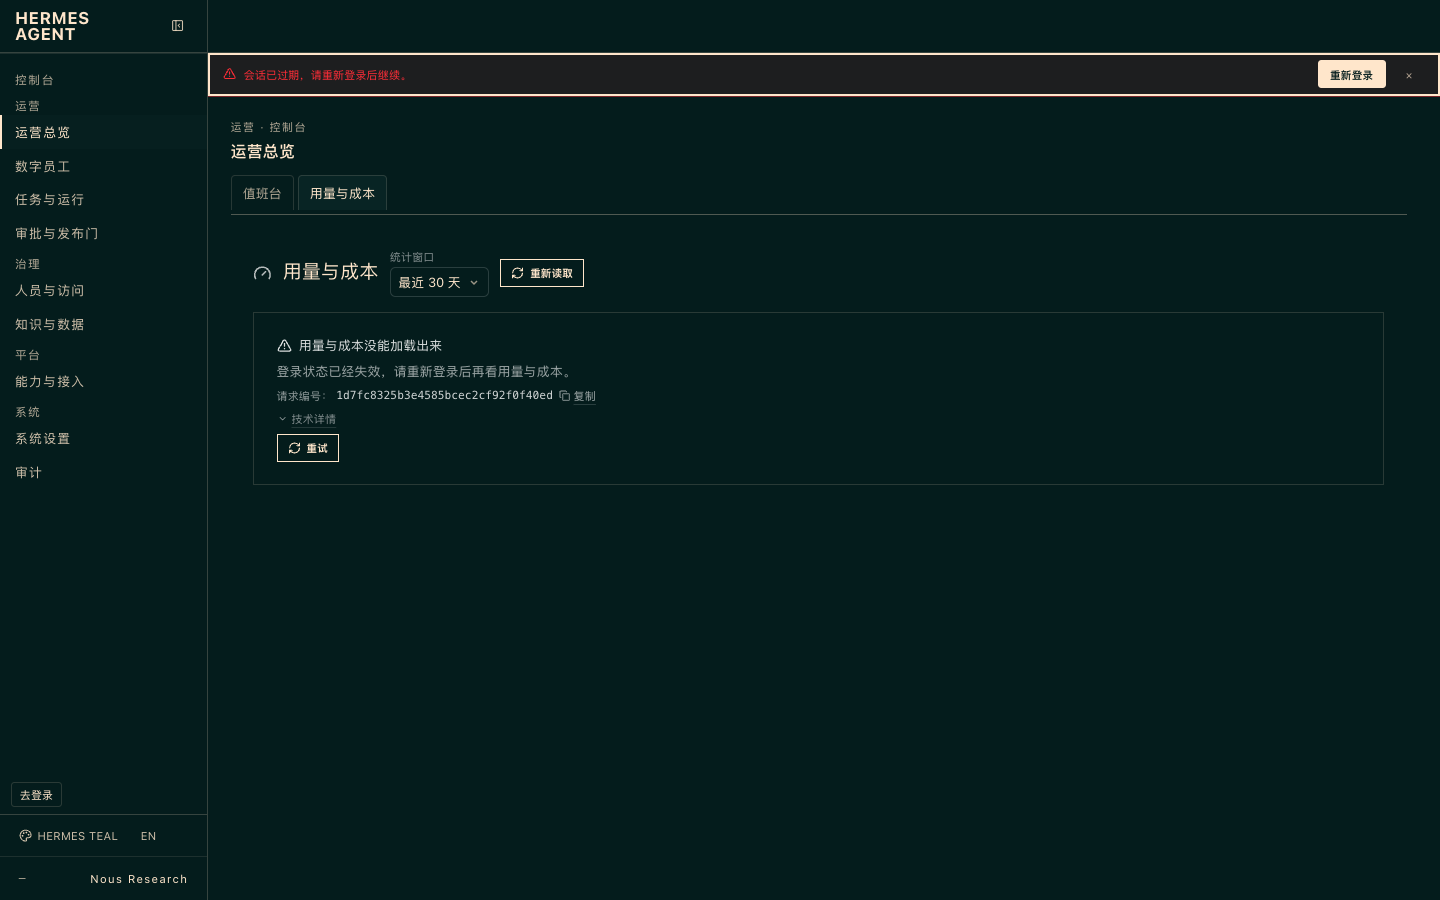 HERMES
AGENT
控制台
运营
运营总览
数字员工
任务与运行
审批与发布门
治理
人员与访问
知识与数据
平台
能力与接入
系统
系统设置
审计
去登录
HERMES TEAL EN
— Nous Research
会话已过期，请重新登录后继续。 重新登录 ×
运营 · 控制台
运营总览
值班台 用量与成本
用量与成本
统计窗口
最近 30 天
重新读取
用量与成本没能加载出来
登录状态已经失效，请重新登录后再看用量与成本。
请求编号： 1d7fc8325b3e4585bcec2cf92f0f40ed 复制
技术详情
重试